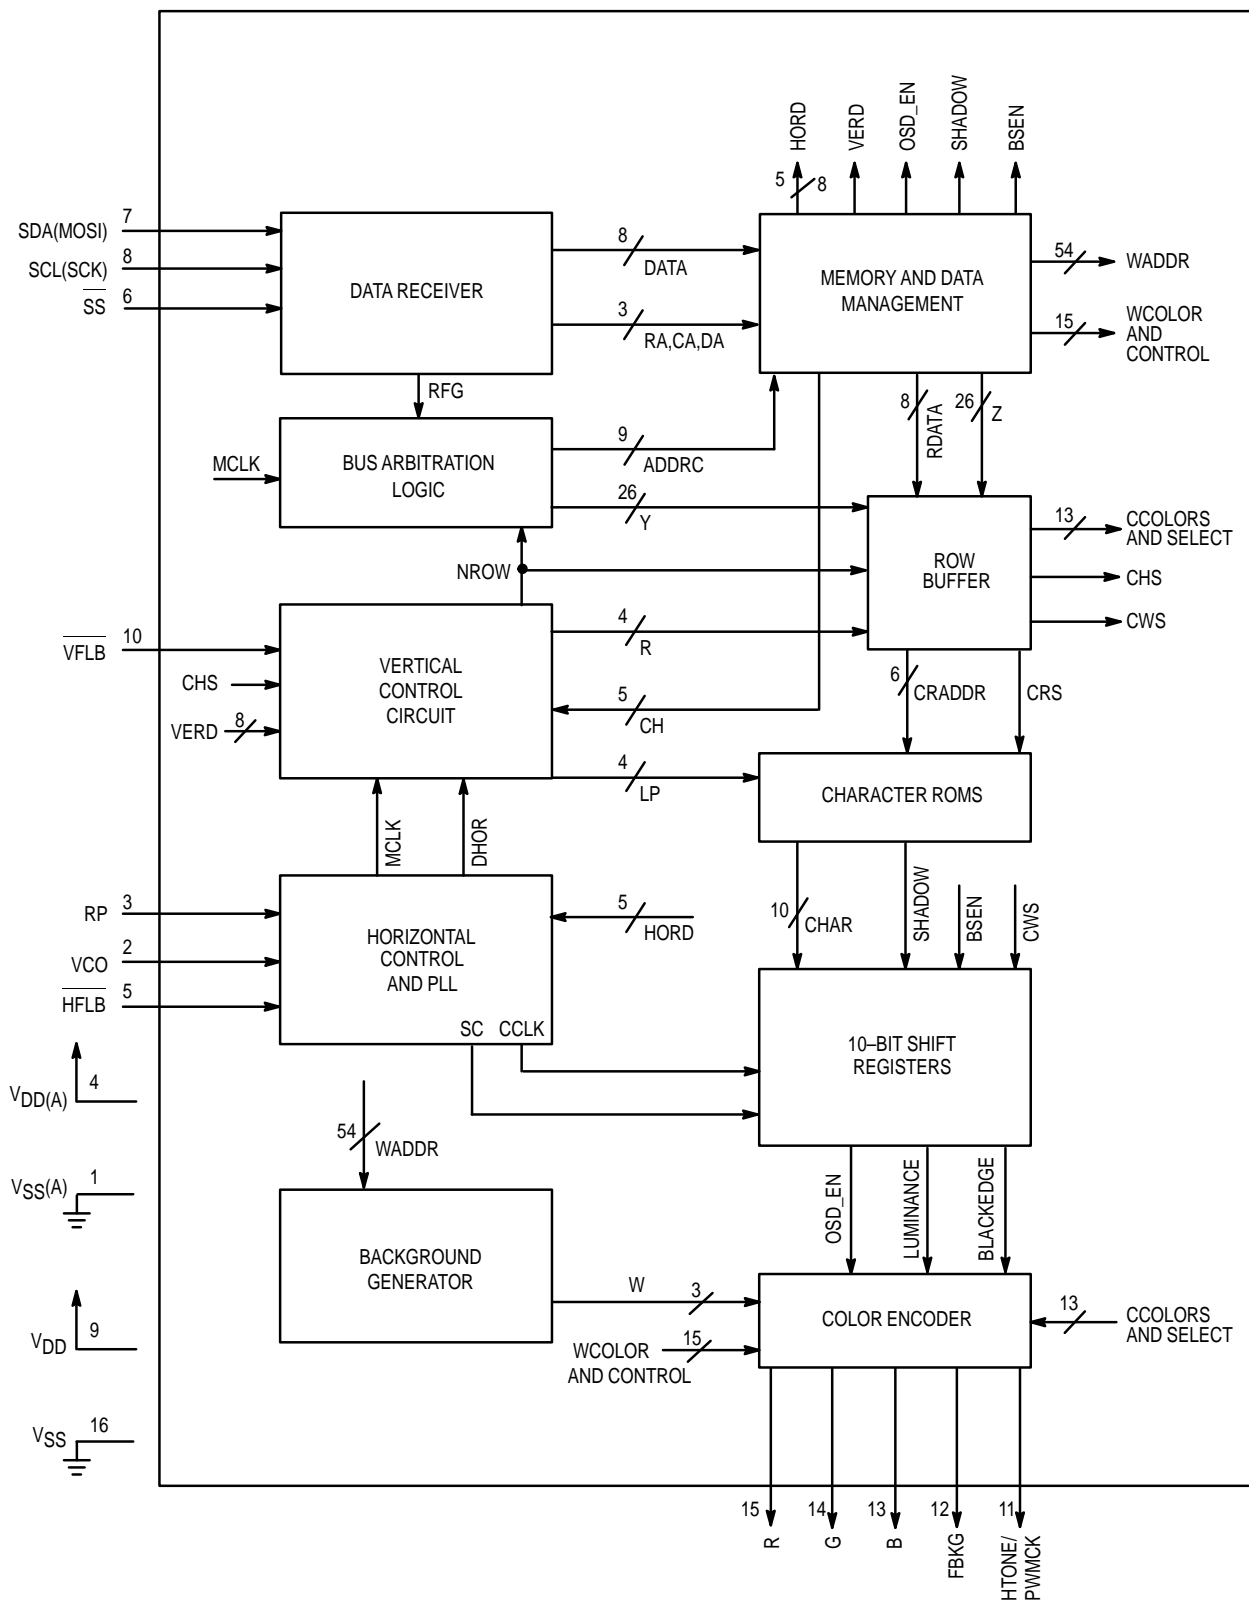 HORD
VERD
OSD_EN
SHADOW
BSEN
5
8
SDA(MOSI)
7
SCL(SCK)
8
SS
6
DATA RECEIVER
8
DATA
3
RA,CA,DA
MEMORY AND DATA
MANAGEMENT
54
WADDR
15
WCOLOR
AND
CONTROL
RFG
8
RDATA
26
Z
MCLK
BUS ARBITRATION
LOGIC
9
ADDRC
26
Y
NROW
ROW
BUFFER
13
CCOLORS
AND SELECT
CHS
CWS
VFLB
10
CHS
VERD
8
VERTICAL
CONTROL
CIRCUIT
4
R
5
CH
4
LP
6
CRADDR
CRS
CHARACTER ROMS
MCLK
DHOR
RP
3
VCO
2
HFLB
5
HORIZONTAL
CONTROL
AND PLL
SC
CCLK
5
HORD
10
CHAR
SHADOW
BSEN
CWS
10–BIT SHIFT
REGISTERS
VDD(A)
4
VSS(A)
1
VDD
9
VSS
16
54
WADDR
BACKGROUND
GENERATOR
OSD_EN
LUMINANCE
BLACKEDGE
W
3
WCOLOR
AND CONTROL
15
COLOR ENCODER
13
CCOLORS
AND SELECT
15
R
14
G
13
B
12
FBKG
11
HTONE/
PWMCK